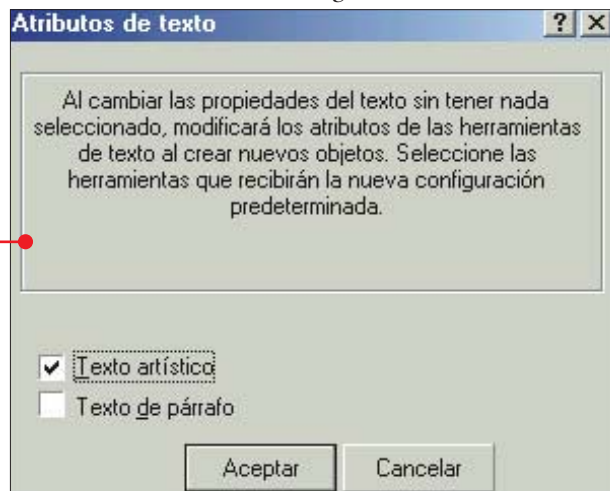 Atributos de texto
Al cambiar las propiedades del texto sin tener nada
seleccionado, modificará los atributos de las herramientas
de texto al crear nuevos objetos. Seleccione las
herramientas que recibirán la nueva configuración
predeterminada.
Texto artístico
Texto de párrafo
Aceptar Cancelar